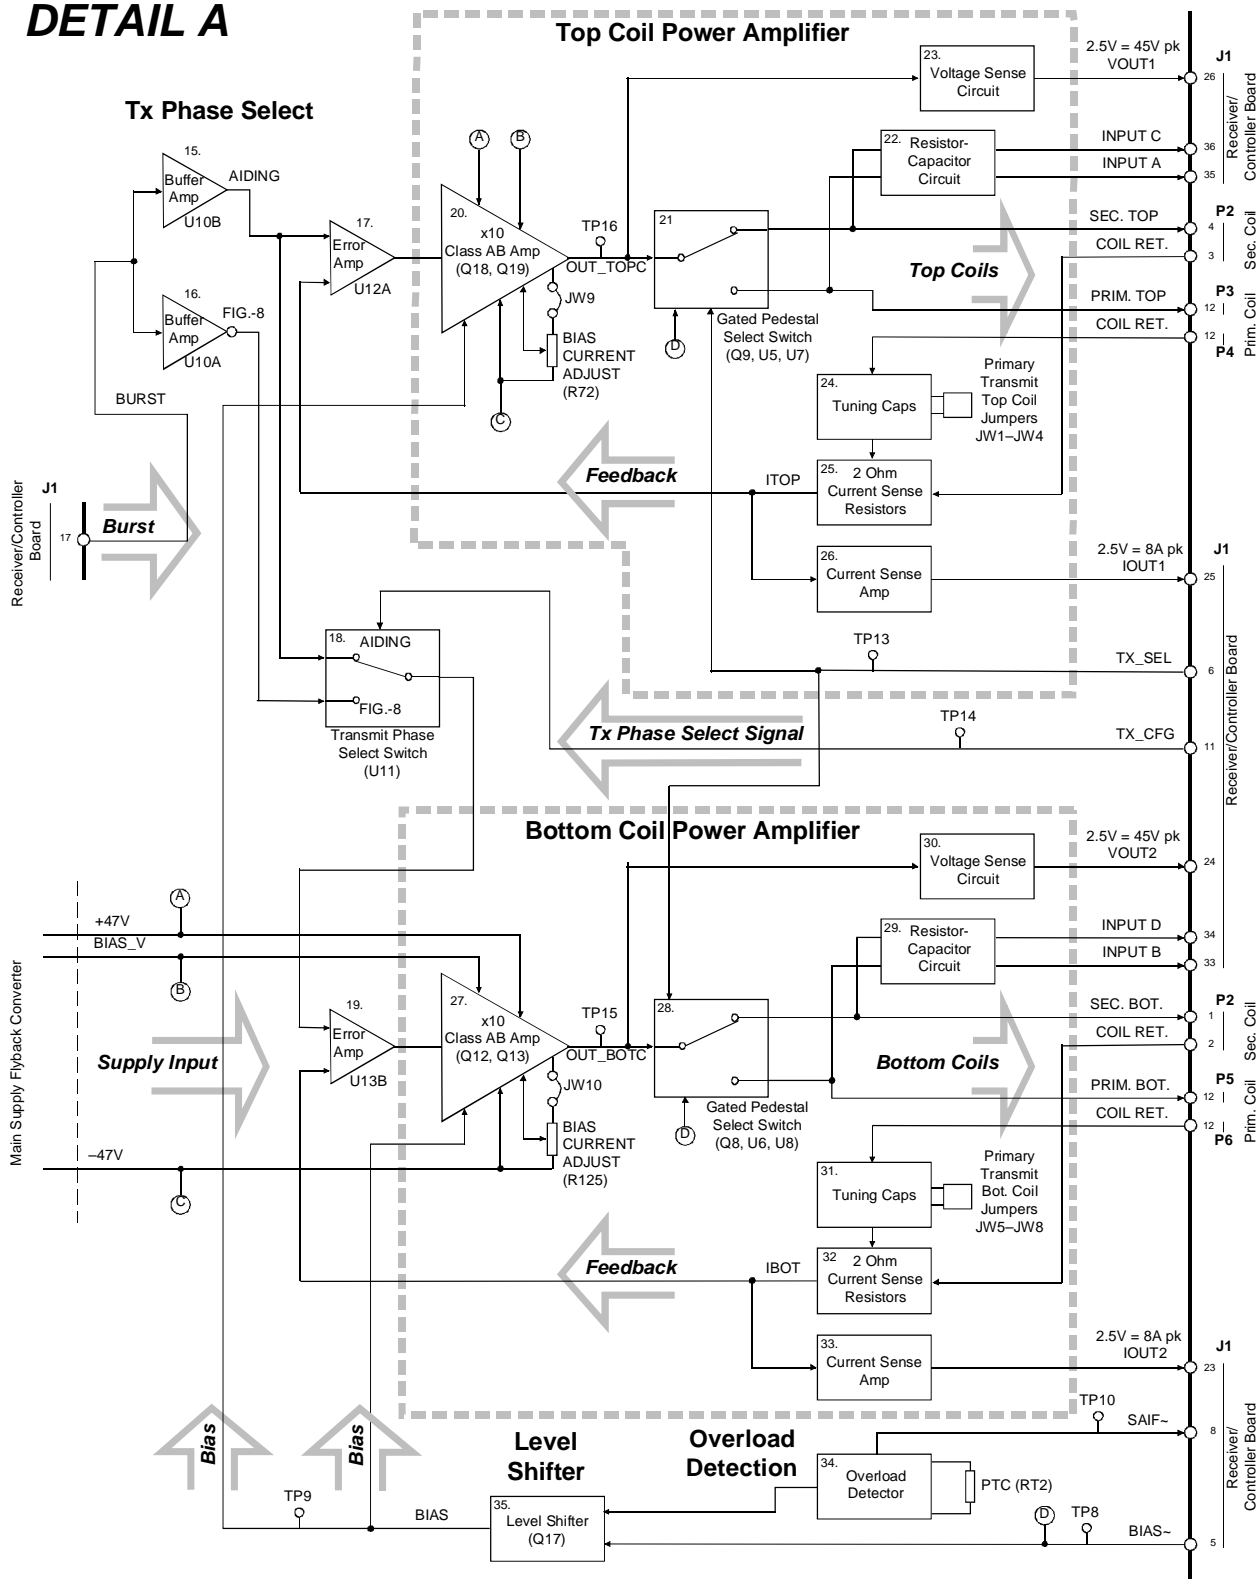 DETAIL A
Top Coil Power Amplifier
Tx Phase Select
23.
Voltage Sense
Circuit
2.5V = 45V pk
VOUT1
J1
26
Receiver/
Controller Board
22.
Resistor-
Capacitor
Circuit
INPUT C
36
INPUT A
35
15.
Buffer
Amp
U10B
AIDING
16.
Buffer
Amp
U10A
FIG.-8
BURST
17.
Error
Amp
U12A
A
B
20.
x10
Class AB Amp
(Q18, Q19)
TP16
OUT_TOPC
JW9
BIAS
CURRENT
ADJUST
(R72)
C
21
Gated Pedestal
Select Switch
(Q9, U5, U7)
D
Top Coils
SEC. TOP
4
P2
COIL RET.
3
Sec. Coil
PRIM. TOP
12
P3
COIL RET.
12
P4
Prim. Coil
24.
Tuning Caps
Primary
Transmit
Top Coil
Jumpers
JW1–JW4
25.
2 Ohm
Current Sense
Resistors
ITOP
Feedback
26.
Current Sense
Amp
2.5V = 8A pk
IOUT1
J1
25
J1
17
Receiver/Controller
Board
Burst
18.
AIDING
FIG.-8
Transmit Phase
Select Switch
(U11)
TP13
TX_SEL
6
Tx Phase Select Signal
TP14
TX_CFG
11
Receiver/Controller Board
Bottom Coil Power Amplifier
30.
Voltage Sense
Circuit
2.5V = 45V pk
VOUT2
24
29.
Resistor-
Capacitor
Circuit
INPUT D
34
INPUT B
33
Main Supply Flyback Converter
+47V
A
BIAS_V
B
Supply Input
–47V
C
19.
Error
Amp
U13B
27.
x10
Class AB Amp
(Q12, Q13)
TP15
OUT_BOTC
JW10
BIAS
CURRENT
ADJUST
(R125)
28.
Gated Pedestal
Select Switch
(Q8, U6, U8)
D
Bottom Coils
SEC. BOT.
1
P2
COIL RET.
2
Sec. Coil
PRIM. BOT.
12
P5
COIL RET.
12
P6
Prim. Coil
31.
Tuning Caps
Primary
Transmit
Bot. Coil
Jumpers
JW5–JW8
32
2 Ohm
Current Sense
Resistors
IBOT
Feedback
33.
Current Sense
Amp
2.5V = 8A pk
IOUT2
J1
23
TP10
SAIF~
8
Receiver/
Controller Board
Bias
Bias
Level
Shifter
Overload
Detection
34.
Overload
Detector
PTC (RT2)
TP9
BIAS
35.
Level Shifter
(Q17)
D
TP8
BIAS~
5